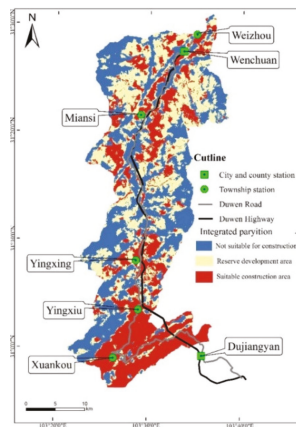 N
Weizhou
Wenchuan
Miansi
Cutline
City and county station
Township station
Duwen Road
Duwen Highway
Integrated paryition
Not suitable for construction
Reserve development area
Suitable construction area
Yingxing
Yingxiu
Xuankou
Dujiangyan
0 5 10
km